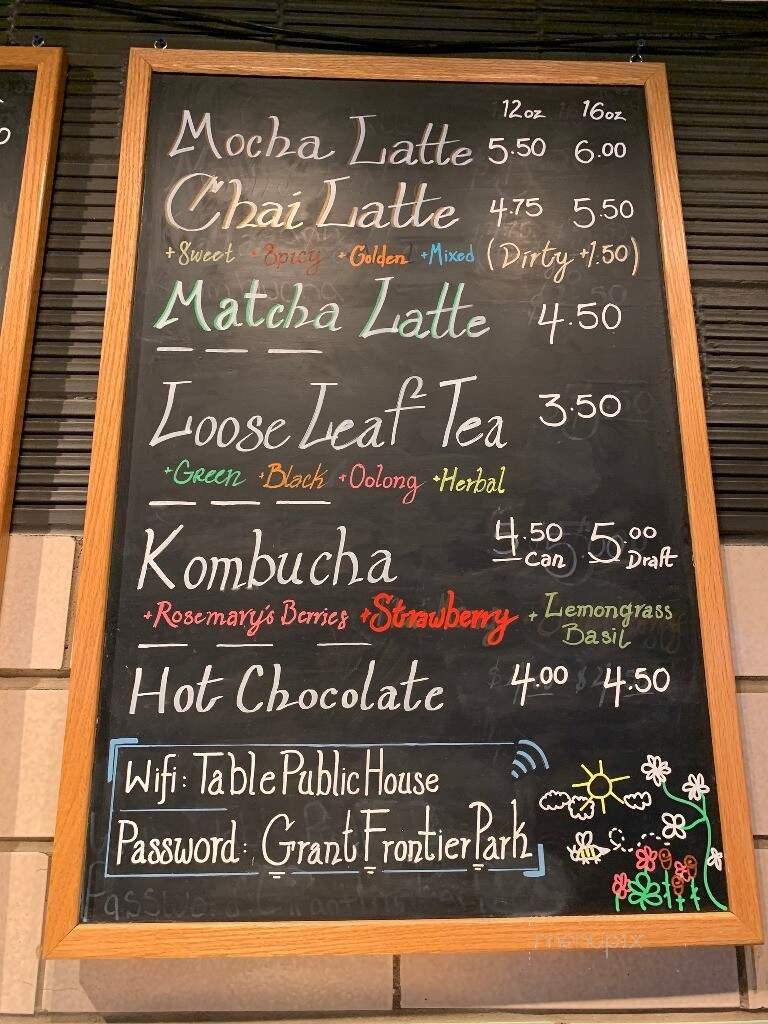 12oz 16oz
Mocha Latte 5.50 6.00
Chai Latte 4.75 5.50
+Sweet +Spicy +Golden +Mixed (Dirty +1.50)
Matcha Latte 4.50
Loose Leaf Tea 3.50
+Green +Black +Oolong +Herbal
Kombucha 4.50 Can 5.00 Draft
+Rosemary's Berries +Strawberry + Lemongrass
Basil
Hot Chocolate 4.00 4.50
Wifi: Table Public House
Password: GrantFrontierPark
menupix